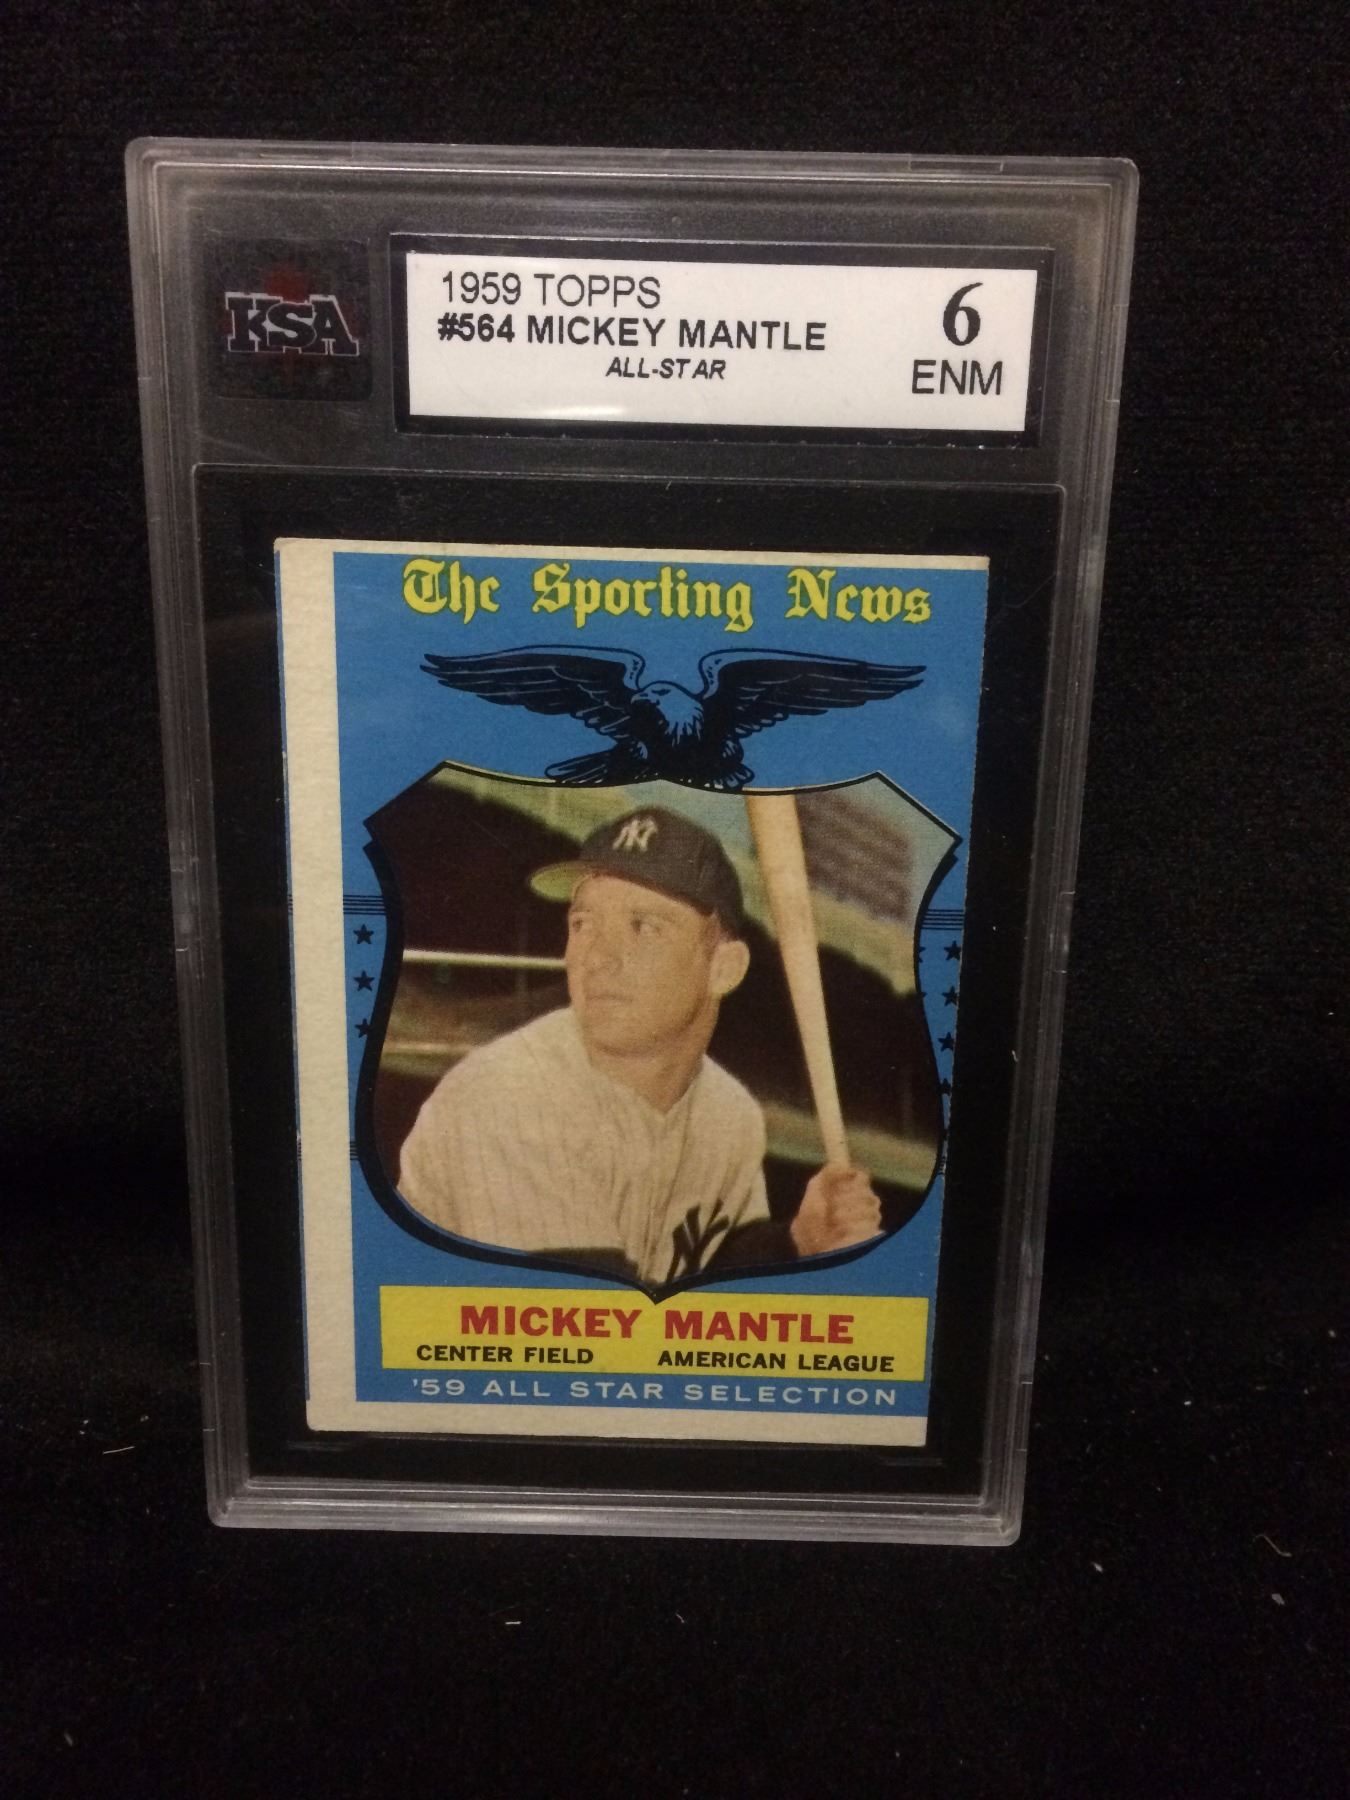 KSA
1959 TOPPS
#564 MICKEY MANTLE
ALL-STAR
6
ENM
The Sporting News
NY
NY
MICKEY MANTLE
CENTER FIELD AMERICAN LEAGUE
'59 ALL STAR SELECTION